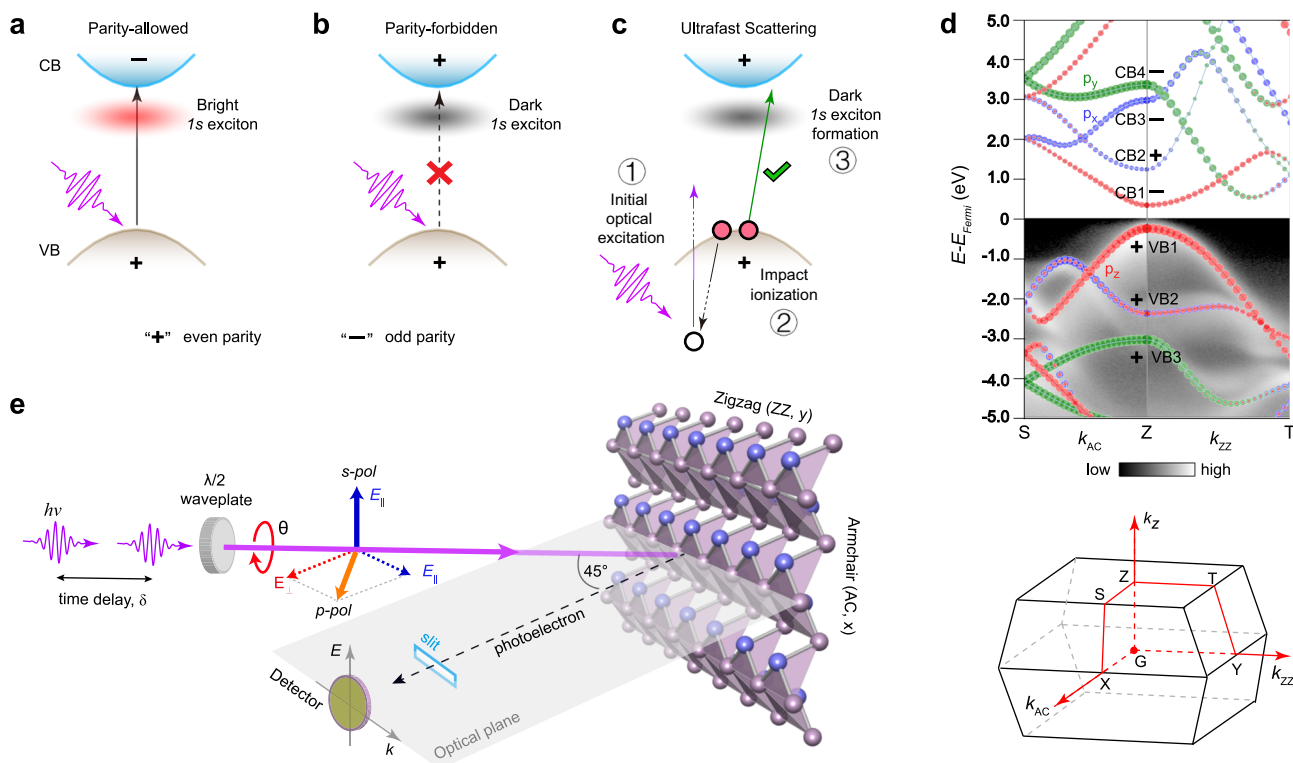 a
Parity-allowed
CB
−
Bright
1s exciton
VB
+
b
Parity-forbidden
+
Dark
1s exciton
+
c
Ultrafast Scattering
+
Dark
1s exciton
formation
③
①
Initial
optical
excitation
+
Impact
ionization
②
“+” even parity
“−” odd parity
d
E-E_Fermi (eV)
5.0
4.0
3.0
2.0
1.0
0
-1.0
-2.0
-3.0
-4.0
-5.0
CB4 −
p_y
p_x
CB3 −
CB2 +
CB1 −
+ VB1
p_z
+ VB2
+ VB3
S
k_AC
Z
k_ZZ
T
low
high
k_Z
Z
T
S
G
Y
X
k_ZZ
k_AC
e
Zigzag (ZZ, y)
Armchair (AC, x)
λ/2
waveplate
s-pol
E_||
hν
θ
E_⊥
E_||
p-pol
time delay, δ
45°
photoelectron
slit
E
Detector
k
Optical plane